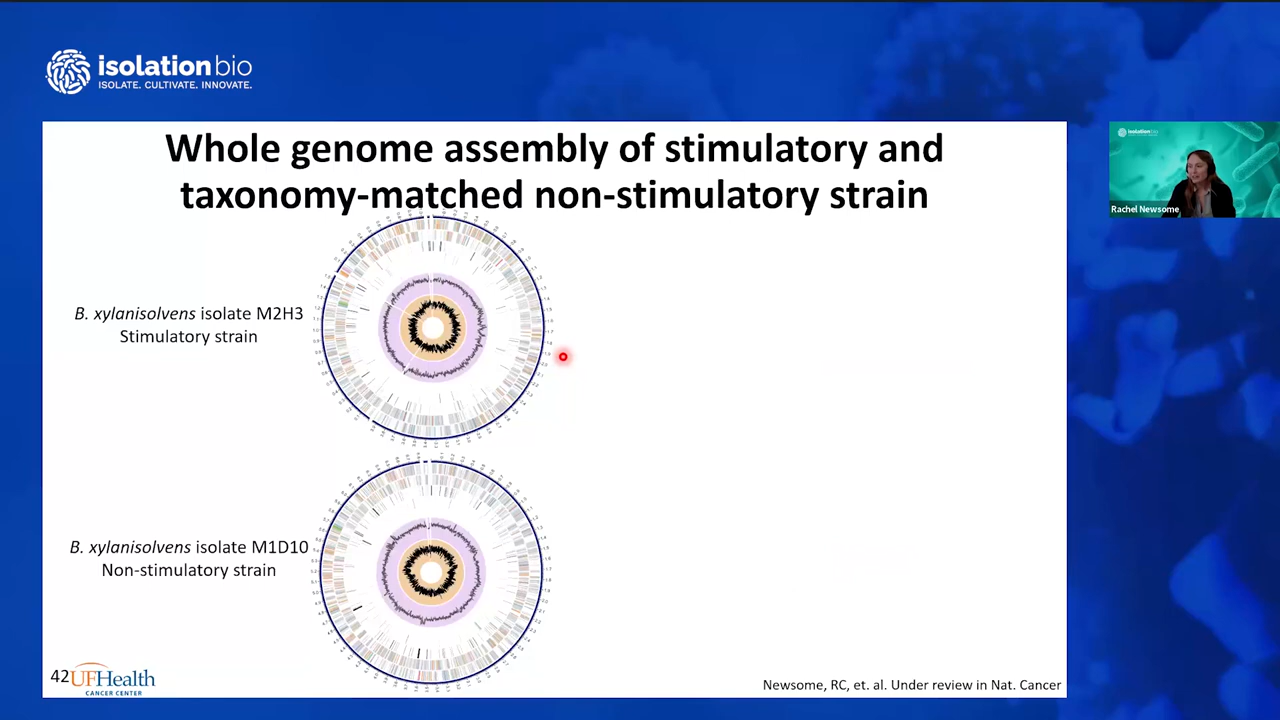 isolation bio
ISOLATE. CULTIVATE. INNOVATE.
Whole genome assembly of stimulatory and
taxonomy-matched non-stimulatory strain
isolationbio
Rachel Newsome
B. xylanisolvens isolate M2H3
Stimulatory strain
B. xylanisolvens isolate M1D10
Non-stimulatory strain
42
UFHealth
CANCER CENTER
Newsome, RC, et. al. Under review in Nat. Cancer